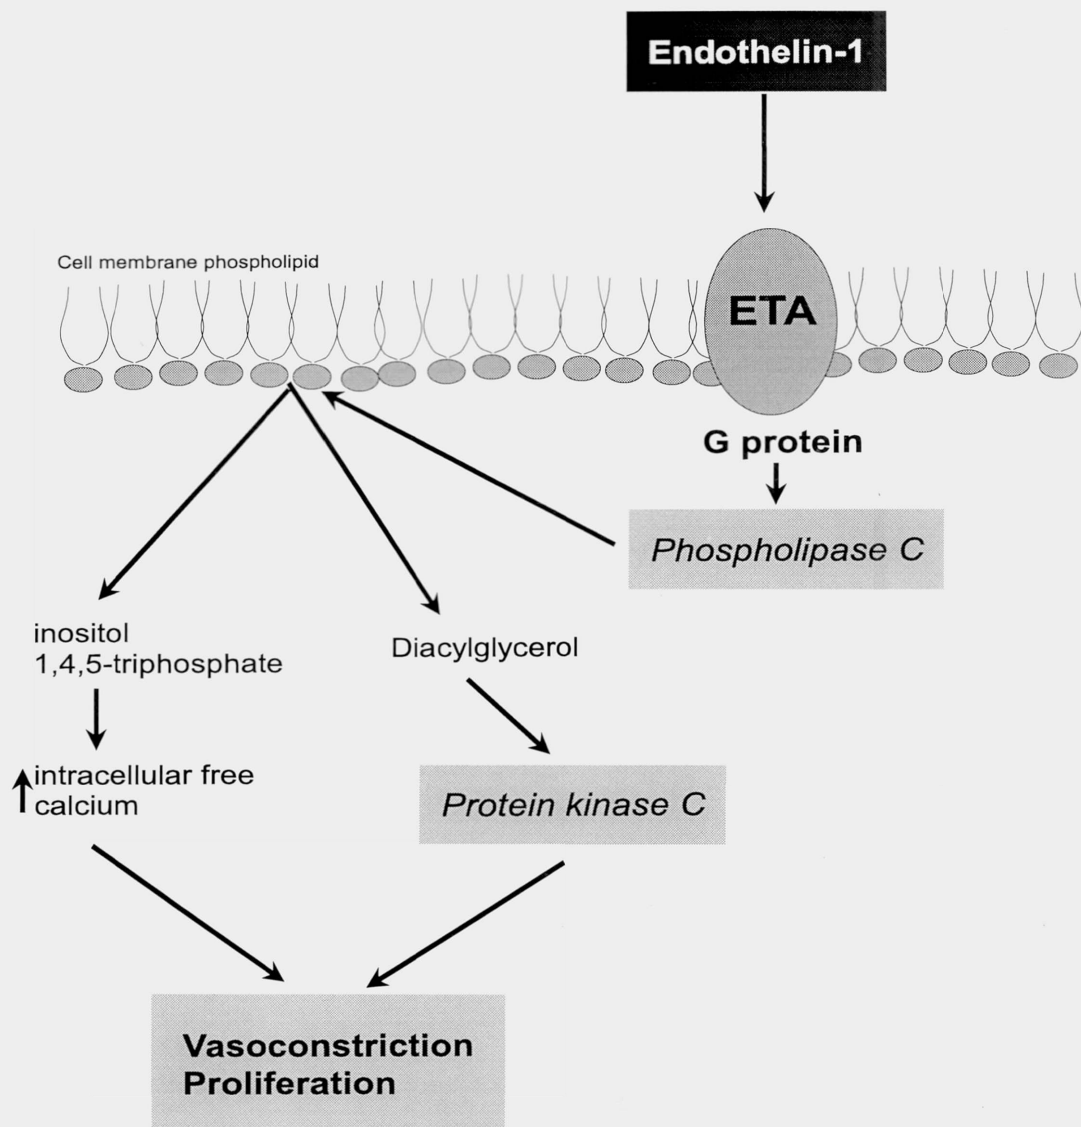 Endothelin-1
Cell membrane phospholipid
ETA
G protein
Phospholipase C
inositol
1,4,5-triphosphate
Diacylglycerol
intracellular free
calcium
Protein kinase C
Vasoconstriction
Proliferation